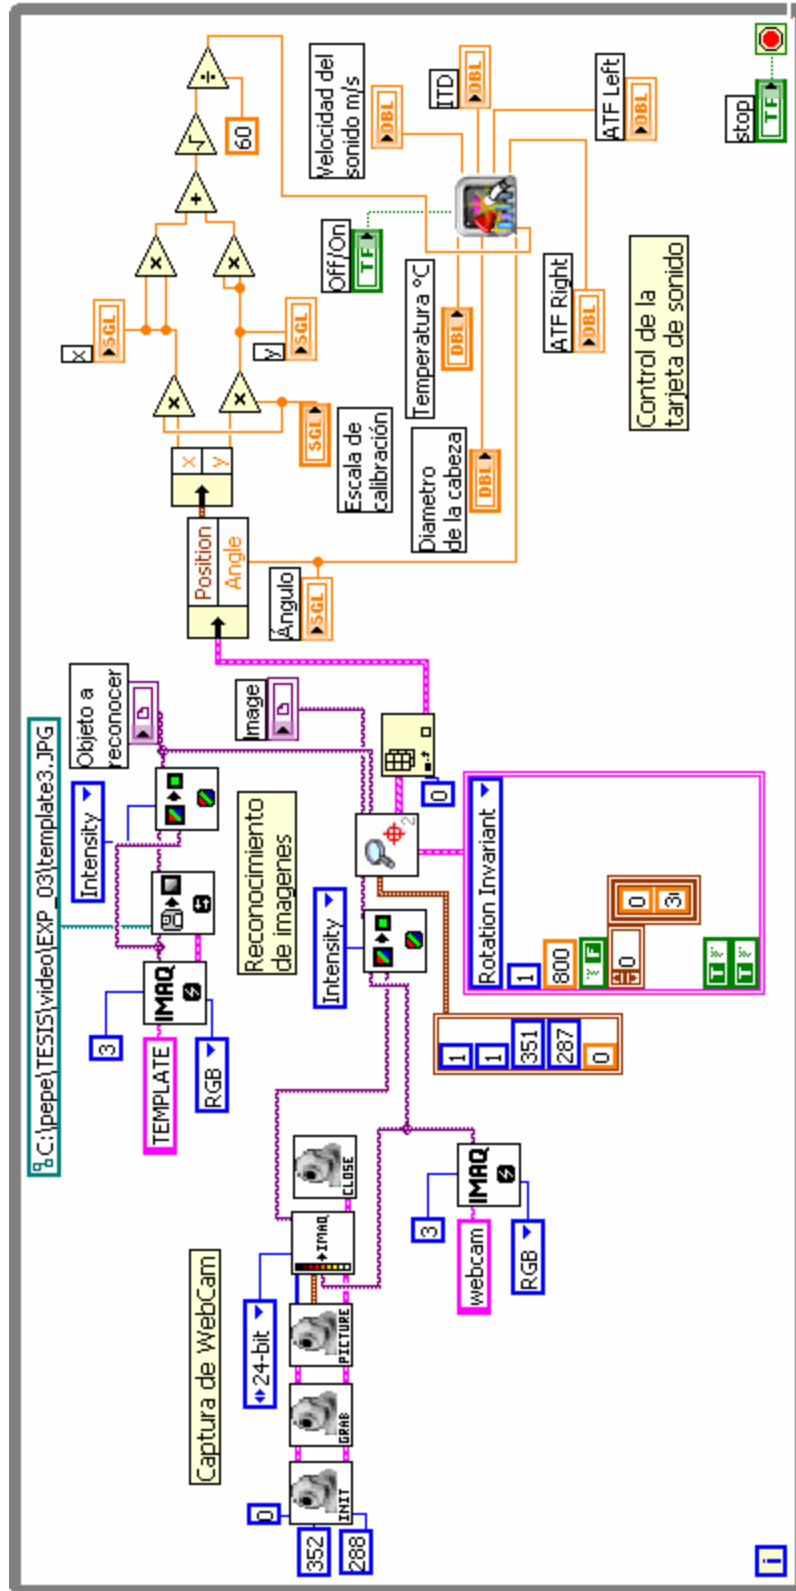 C:\pepe\TESIS\video\EXP_03\template3.JPG
Captura de WebCam
0
352
288
INIT
GRAB
PICTURE
24-bit
→IMAQ
CLOSE
webcam
3
RGB
IMAQ
TEMPLATE
3
RGB
IMAQ
Intensity
Objeto a
reconocer
Reconocimiento
de imagenes
Intensity
Image
2
0
1
1
351
287
0
Rotation Invariant
1
800
F
0
0
T
T
Position
Angle
Ángulo
SGL
x
y
x
SGL
y
SGL
Escala de
calibración
SGL
×
×
×
×
+
√
÷
60
Velocidad del
sonido m/s
DBL
ITD
DBL
Off/On
TF
Temperatura °C
DBL
Diametro
de la cabeza
DBL
ATF Left
DBL
ATF Right
DBL
Control de la
tarjeta de sonido
stop
TF
i